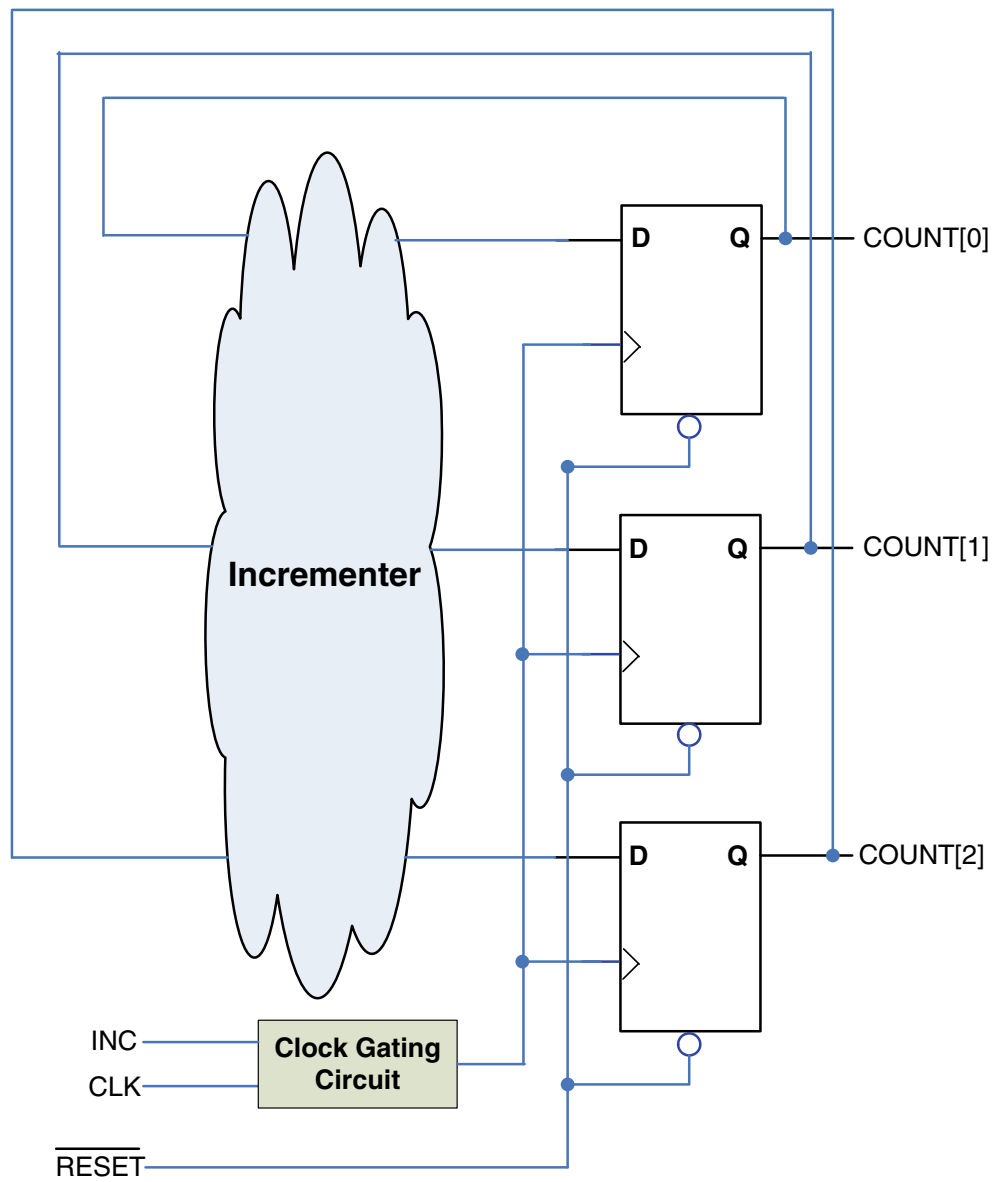 D Q COUNT[0]
D Q COUNT[1]
Incrementer
D Q COUNT[2]
INC
Clock Gating
Circuit
CLK
RESET